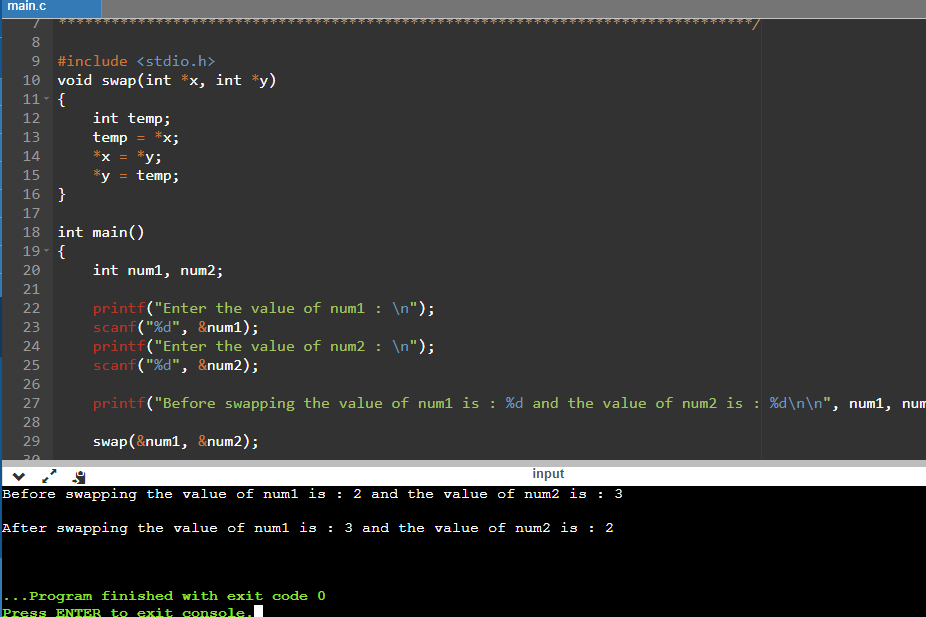 main.c
7 ******************************************************************************/
8
9 #include <stdio.h>
10 void swap(int *x, int *y)
11 {
12     int temp;
13     temp = *x;
14     *x = *y;
15     *y = temp;
16 }
17
18 int main()
19 {
20     int num1, num2;
21
22     printf("Enter the value of num1 : \n");
23     scanf("%d", &num1);
24     printf("Enter the value of num2 : \n");
25     scanf("%d", &num2);
26
27     printf("Before swapping the value of num1 is : %d and the value of num2 is : %d\n\n", num1, num
28
29     swap(&num1, &num2);
30
input
Before swapping the value of num1 is : 2 and the value of num2 is : 3
After swapping the value of num1 is : 3 and the value of num2 is : 2
...Program finished with exit code 0
Press ENTER to exit console.